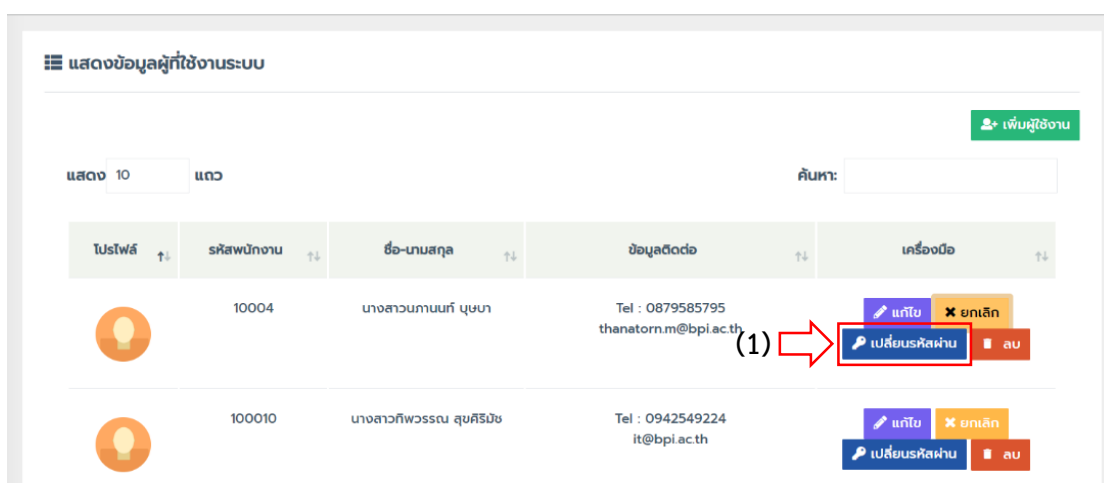 แสดงข้อมูลผู้ที่ใช้งานระบบ
เพิ่มผู้ใช้งาน
แสดง 10 แถว ค้นหา:
โปรไฟล์ รหัสพนักงาน ชื่อ-นามสกุล ข้อมูลติดต่อ เครื่องมือ
10004 นางสาวนภานนท์ บุษบา Tel : 0879585795 แก้ไข ยกเลิก
thanatorn.m@bpi.ac.th
(1) เปลี่ยนรหัสผ่าน ลบ
100010 นางสาวทิพวรรณ สุขศิริมัช Tel : 0942549224 แก้ไข ยกเลิก
it@bpi.ac.th
เปลี่ยนรหัสผ่าน ลบ